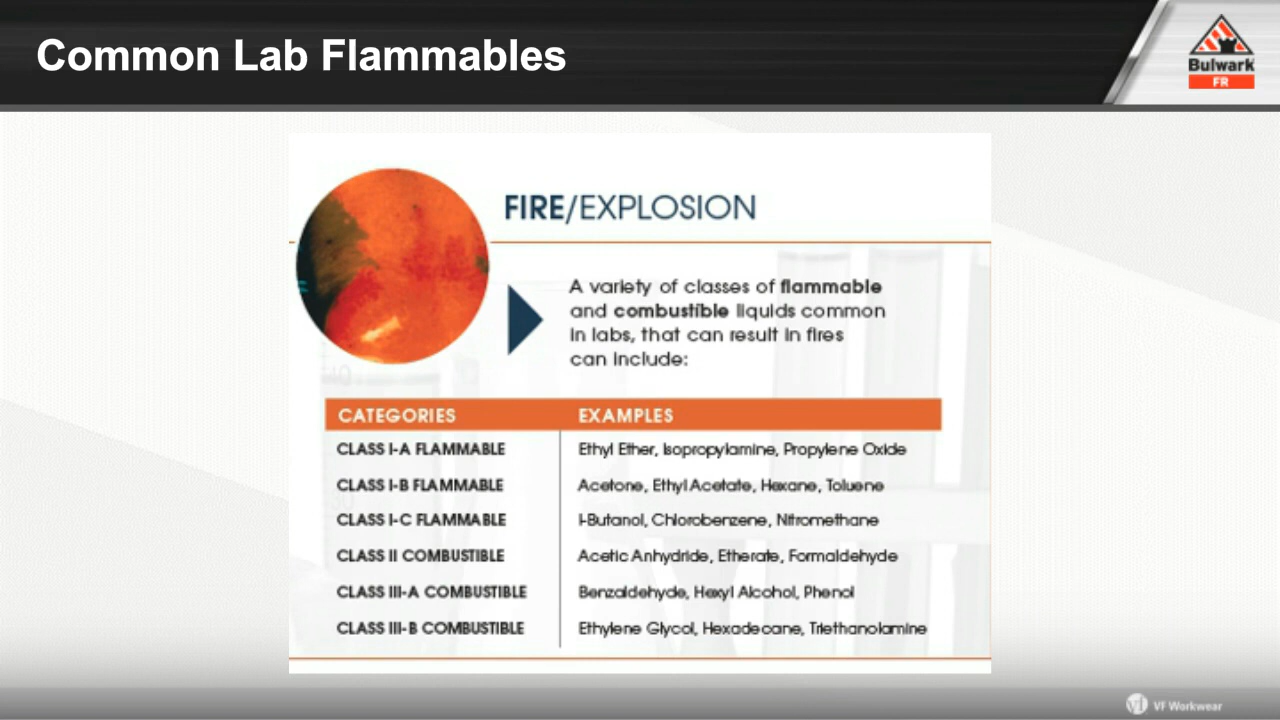 Common Lab Flammables
Bulwark
FR
FIRE/EXPLOSION
A variety of classes of flammable
and combustible liquids common
in labs, that can result in fires
can include:
CATEGORIES EXAMPLES
CLASS I-A FLAMMABLE Ethyl Ether, Isopropylamine, Propylene Oxide
CLASS I-B FLAMMABLE Acetone, Ethyl Acetate, Hexane, Toluene
CLASS I-C FLAMMABLE I-Butanol, Chlorobenzene, Nitromethane
CLASS II COMBUSTIBLE Acetic Anhydride, Etherate, Formaldehyde
CLASS III-A COMBUSTIBLE Benzaldehyde, Hexyl Alcohol, Phenol
CLASS III-B COMBUSTIBLE Ethylene Glycol, Hexadecane, Triethanolamine
VF Workwear